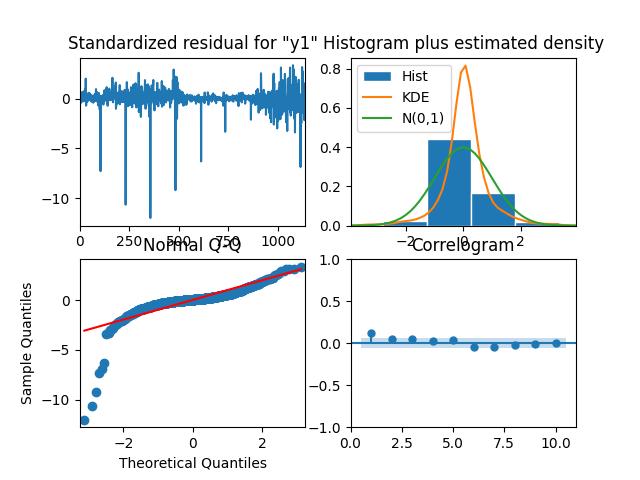 Standardized residual for "y1"
0
−5
−10
0 250 500 750 1000
Histogram plus estimated density
0.8
0.6
0.4
0.2
0.0
Hist
KDE
N(0,1)
−2 0 2
Normal Q-Q
Sample Quantiles
0
−5
−10
−2 0 2
Theoretical Quantiles
Correlogram
1.0
0.5
0.0
−0.5
−1.0
0.0 2.5 5.0 7.5 10.0